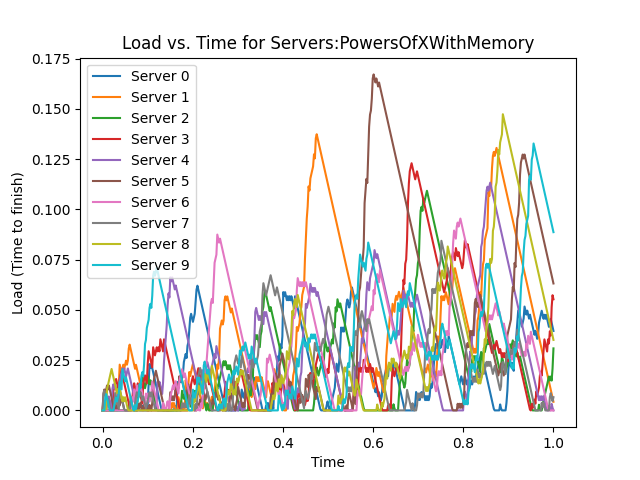 Load vs. Time for Servers:PowersOfXWithMemory
Load (Time to finish)
0.175
0.150
0.125
0.100
0.075
0.050
0.025
0.000
Server 0
Server 1
Server 2
Server 3
Server 4
Server 5
Server 6
Server 7
Server 8
Server 9
0.0 0.2 0.4 0.6 0.8 1.0
Time